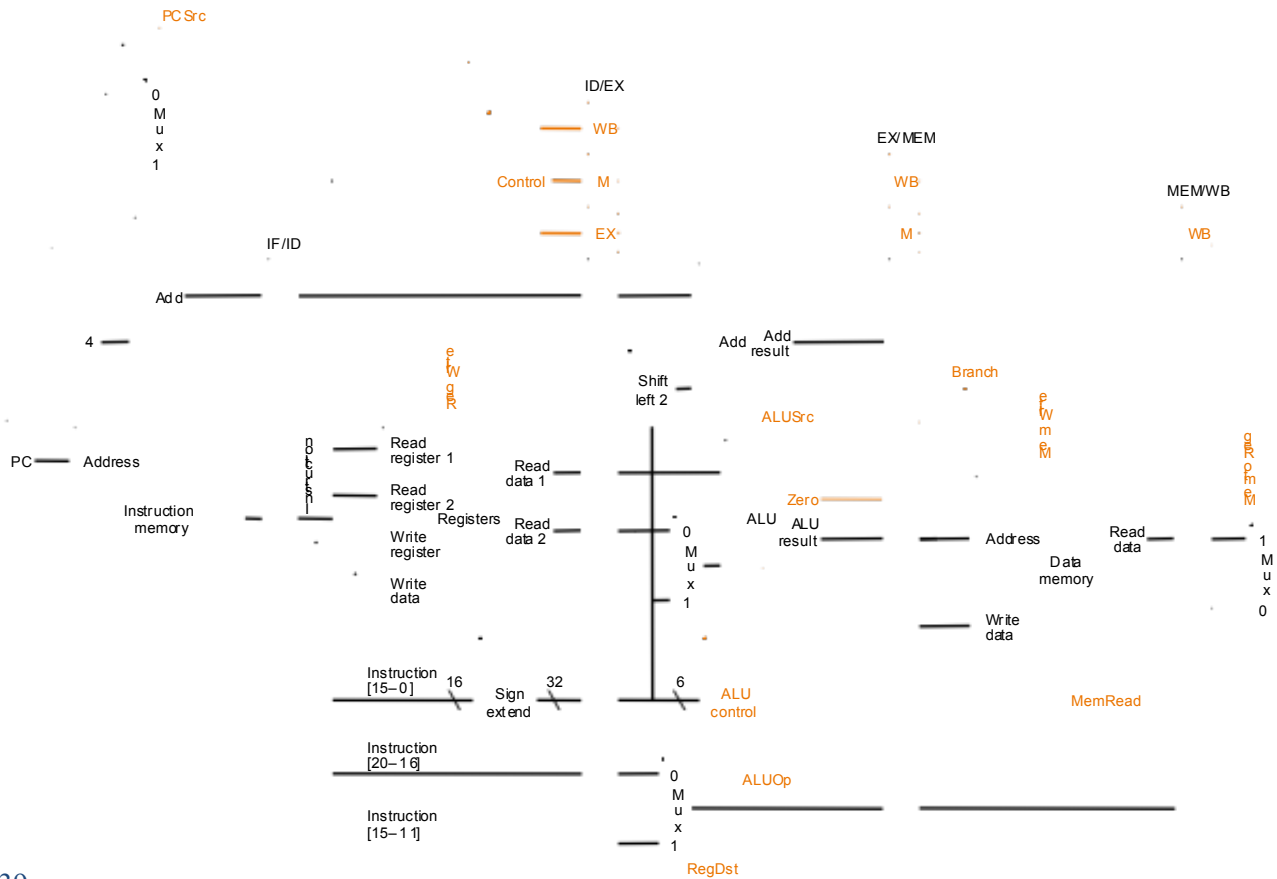 PCSrc
0
M
u
x
1
ID/EX
WB
EX/MEM
Control
M
WB
MEM/WB
EX
M
WB
IF/ID
Add
4
RegWrite
Add
Add
result
Shift
left 2
Branch
ALUSrc
MemWrite
MemtoReg
PC
Address
Instruction
memory
Instruction
Read
register 1
Read
register 2
Write
register
Write
data
Registers
Read
data 1
Read
data 2
0
M
u
x
1
Zero
ALU
ALU
result
Address
Data
memory
Read
data
Write
data
1
M
u
x
0
Instruction
[15–0]
16
Sign
extend
32
6
ALU
control
MemRead
Instruction
[20–16]
ALUOp
0
M
u
x
1
Instruction
[15–11]
RegDst